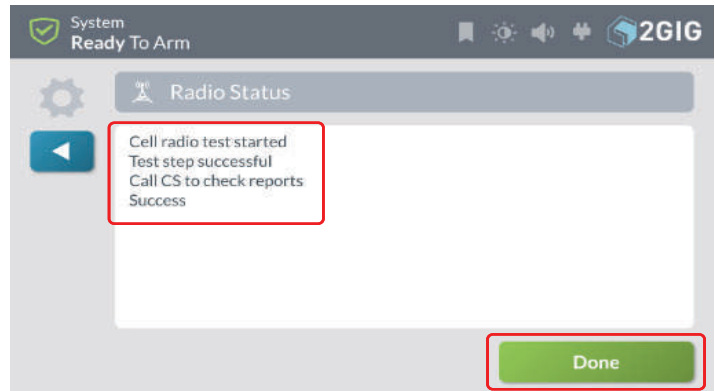 System
Ready To Arm
2GIG
Radio Status
Cell radio test started
Test step successful
Call CS to check reports
Success
Done